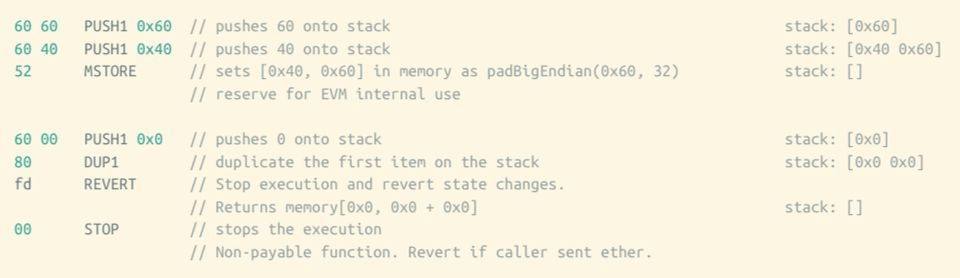 60 60 PUSH1 0x60 // pushes 60 onto stack stack: [0x60]
60 40 PUSH1 0x40 // pushes 40 onto stack stack: [0x40 0x60]
52 MSTORE // sets [0x40, 0x60] in memory as padBigEndian(0x60, 32) stack: []
// reserve for EVM internal use
60 00 PUSH1 0x0 // pushes 0 onto stack stack: [0x0]
80 DUP1 // duplicate the first item on the stack stack: [0x0 0x0]
fd REVERT // Stop execution and revert state changes.
// Returns memory[0x0, 0x0 + 0x0] stack: []
00 STOP // stops the execution
// Non-payable function. Revert if caller sent ether.